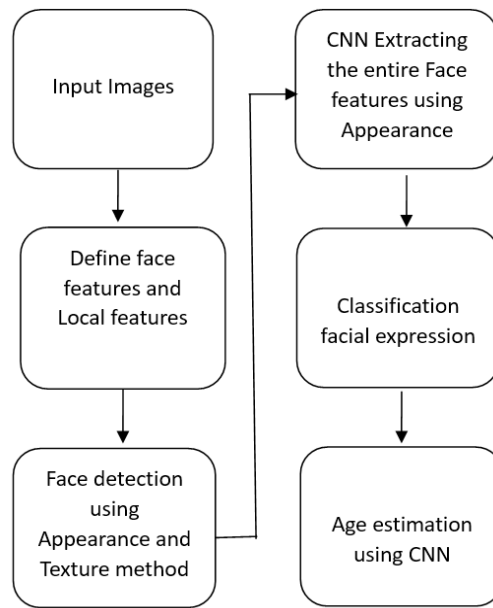 Input Images
Define face
features and
Local features
Face detection
using
Appearance and
Texture method
CNN Extracting
the entire Face
features using
Appearance
Classification
facial expression
Age estimation
using CNN